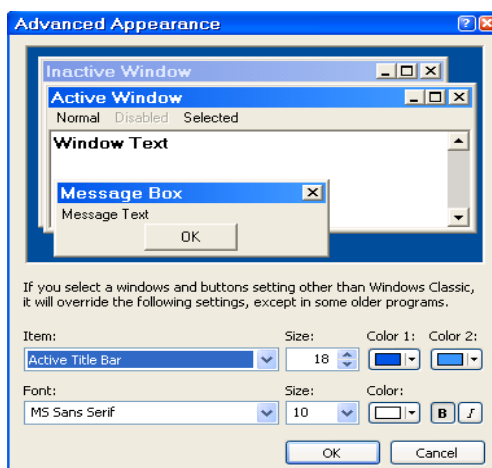 Advanced Appearance
Inactive Window
Active Window
Normal Disabled Selected
Window Text
Message Box
Message Text
OK
If you select a windows and buttons setting other than Windows Classic,
it will override the following settings, except in some older programs.
Item: Size: Color 1: Color 2:
Active Title Bar 18
Font: Size: Color:
MS Sans Serif 10 B I
OK Cancel